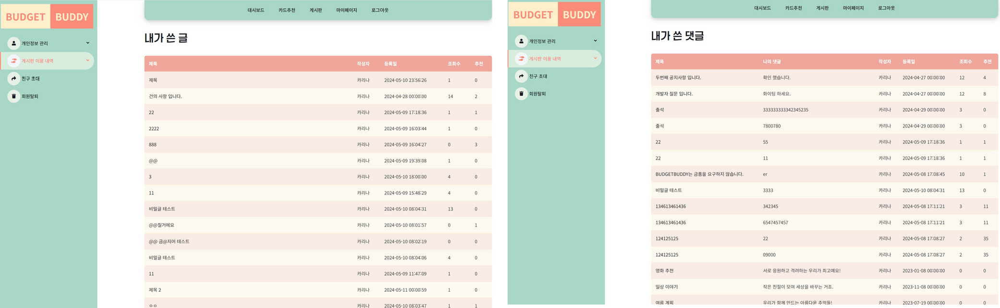 BUDGET BUDDY
개인정보 관리
게시판 이용 내역
친구 초대
회원탈퇴
대시보드 카드추천 게시판 마이페이지 로그아웃
내가 쓴 글
제목 작성자 등록일 조회수 추천
제목 카리나 2024-05-10 23:56:26 1 0
건의 사항 입니다. 카리나 2024-04-28 00:00:00 14 2
22 카리나 2024-05-09 17:18:36 1 1
2222 카리나 2024-05-09 16:03:44 1 0
888 카리나 2024-05-09 16:04:27 0 3
@@ 카리나 2024-05-09 19:39:08 1 0
3 카리나 2024-05-10 18:00:00 4 0
11 카리나 2024-05-09 15:48:29 4 0
비밀글 테스트 카리나 2024-05-10 08:04:31 13 0
@@칠거에요 카리나 2024-05-10 08:01:57 0 1
@@ 금@지어 테스트 카리나 2024-05-10 08:02:19 0 0
비밀글 테스트 카리나 2024-05-10 08:04:06 4 0
11 카리나 2024-05-09 11:47:09 1 0
제목 2 카리나 2024-05-11 00:00:59 1 0
ㅇㅇ 카리나 2024-05-10 08:03:47 1 1
BUDGET BUDDY
개인정보 관리
게시판 이용 내역
친구 초대
회원탈퇴
대시보드 카드추천 게시판 마이페이지 로그아웃
내가 쓴 댓글
제목 나의 댓글 작성자 등록일 조회수 추천
두번째 공지사항 입니다. 확인 했습니다. 카리나 2024-04-27 00:00:00 12 4
개발자 질문 입니다. 화이팅 하세요. 카리나 2024-04-27 00:00:00 12 8
출석 333333333342345235 카리나 2024-04-29 00:00:00 3 0
출석 7800780 카리나 2024-04-29 00:00:00 3 0
22 55 카리나 2024-05-09 17:18:36 1 1
22 11 카리나 2024-05-09 17:18:36 1 1
BUDGETBUDDY는 금품을 요구하지 않습니다. er 카리나 2024-05-08 17:08:45 10 1
비밀글 테스트 3333 카리나 2024-05-10 08:04:31 13 0
134613461436 342345 카리나 2024-05-08 17:11:21 3 11
134613461436 6547457457 카리나 2024-05-08 17:11:21 3 11
124125125 22 카리나 2024-05-08 17:08:27 2 35
124125125 09000 카리나 2024-05-08 17:08:27 2 35
영화 추천 서로 응원하고 격려하는 우리가 최고예요! 카리나 2023-01-08 00:00:00 0 0
일상 이야기 작은 친절이 모여 세상을 바꾸는 거죠. 카리나 2023-11-08 00:00:00 0 0
여름 계획 우리가 함께 만드는 아름다운 추억들! 카리나 2023-07-19 00:00:00 0 0